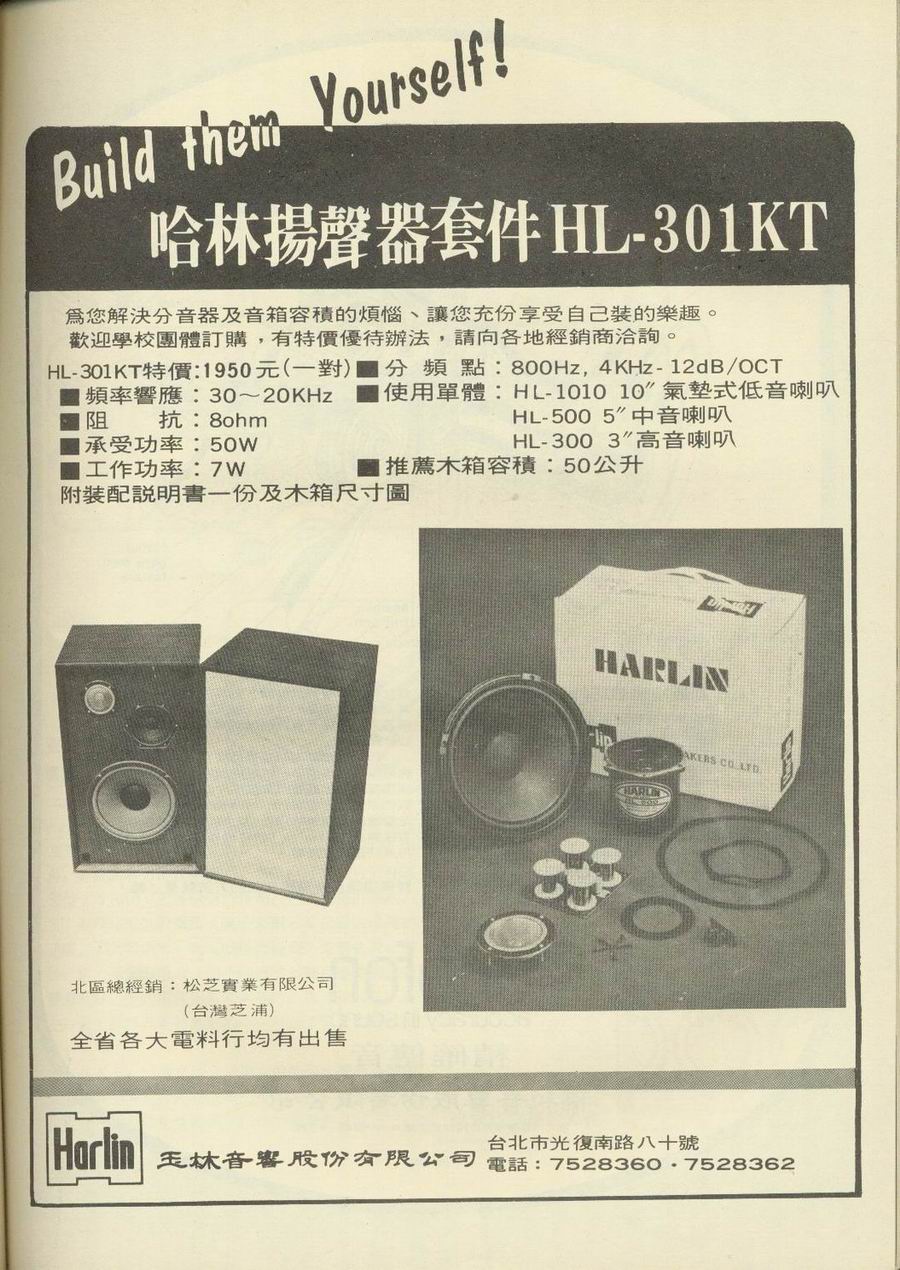 Build them Yourself!
哈林揚聲器套件HL-301KT
為您解決分音器及音箱容積的煩惱、讓您充份享受自己裝的樂趣。
歡迎學校團體訂購，有特價優待辦法，請向各地經銷商洽詢。
HL-301KT特價:1950元(一對)
■頻率響應：30～20KHz
■阻　　抗：8ohm
■承受功率：50W
■工作功率：7W
■分 頻 點：800Hz, 4KHz-12dB/OCT
■使用單體：HL-1010 10″氣墊式低音喇叭
HL-500 5″中音喇叭
HL-300 3″高音喇叭
■推薦木箱容積：50公升
附裝配説明書一份及木箱尺寸圖
Harlin
HARLIN
AKERS CO.,LTD.
HARLIN
HL 500
北區總經銷：松芝實業有限公司
(台灣芝浦)
全省各大電料行均有出售
Harlin
玉林音響股份有限公司
台北市光復南路八十號
電話：7528360・7528362